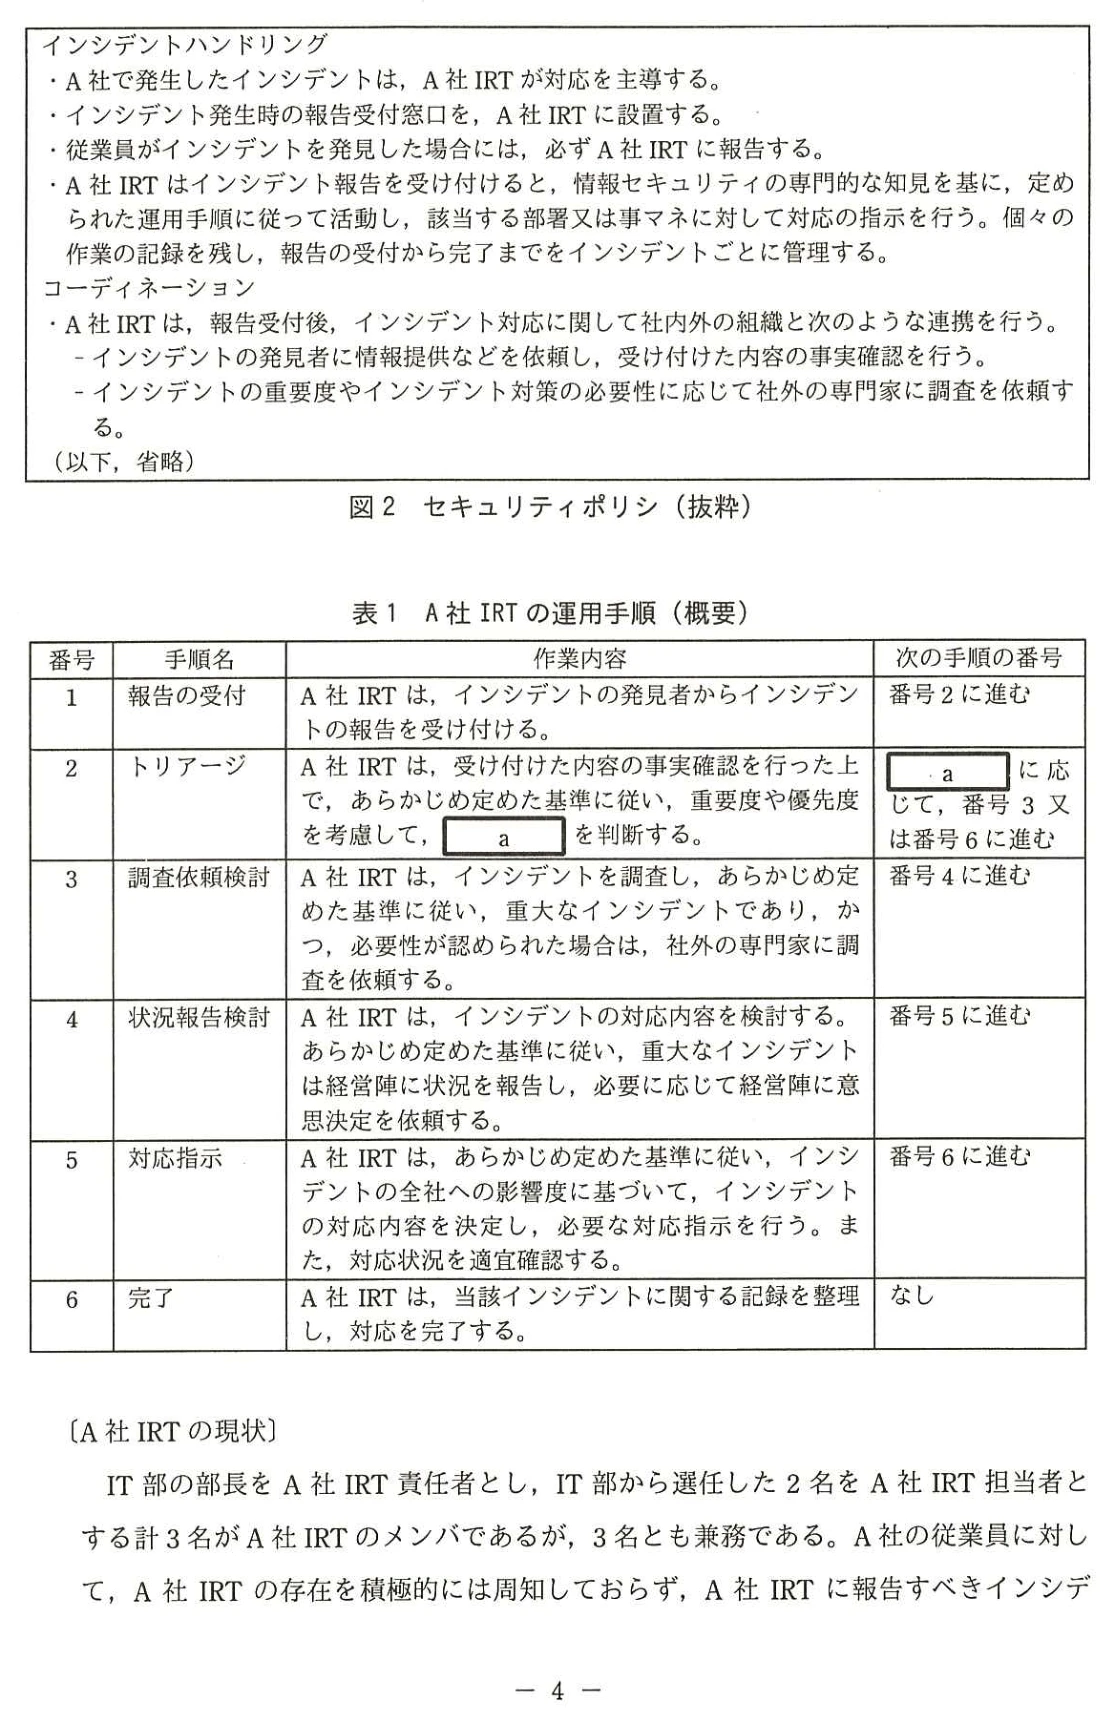 インシデントハンドリング
・A社で発生したインシデントは，A社IRTが対応を主導する。
・インシデント発生時の報告受付窓口を，A社IRTに設置する。
・従業員がインシデントを発見した場合には，必ずA社IRTに報告する。
・A社IRTはインシデント報告を受け付けると，情報セキュリティの専門的な知見を基に，定め
られた運用手順に従って活動し，該当する部署又は事マネに対して対応の指示を行う。個々の
作業の記録を残し，報告の受付から完了までをインシデントごとに管理する。
コーディネーション
・A社IRTは，報告受付後，インシデント対応に関して社内外の組織と次のような連携を行う。
－インシデントの発見者に情報提供などを依頼し，受け付けた内容の事実確認を行う。
－インシデントの重要度やインシデント対策の必要性に応じて社外の専門家に調査を依頼す
る。
（以下，省略）
図2　セキュリティポリシ（抜粋）
表1　A社IRTの運用手順（概要）
番号　手順名　作業内容　次の手順の番号
1　報告の受付　A社IRTは，インシデントの発見者からインシデン　番号2に進む
トの報告を受け付ける。
2　トリアージ　A社IRTは，受け付けた内容の事実確認を行った上　a　に応
で，あらかじめ定めた基準に従い，重要度や優先度　じて，番号3又
を考慮して，　a　を判断する。　は番号6に進む
3　調査依頼検討　A社IRTは，インシデントを調査し，あらかじめ定　番号4に進む
めた基準に従い，重大なインシデントであり，か
つ，必要性が認められた場合は，社外の専門家に調
査を依頼する。
4　状況報告検討　A社IRTは，インシデントの対応内容を検討する。　番号5に進む
あらかじめ定めた基準に従い，重大なインシデント
は経営陣に状況を報告し，必要に応じて経営陣に意
思決定を依頼する。
5　対応指示　A社IRTは，あらかじめ定めた基準に従い，インシ　番号6に進む
デントの全社への影響度に基づいて，インシデント
の対応内容を決定し，必要な対応指示を行う。ま
た，対応状況を適宜確認する。
6　完了　A社IRTは，当該インシデントに関する記録を整理　なし
し，対応を完了する。
〔A社IRTの現状〕
IT部の部長をA社IRT責任者とし，IT部から選任した2名をA社IRT担当者と
する計3名がA社IRTのメンバであるが，3名とも兼務である。A社の従業員に対し
て，A社IRTの存在を積極的には周知しておらず，A社IRTに報告すべきインシデ
－ 4 －